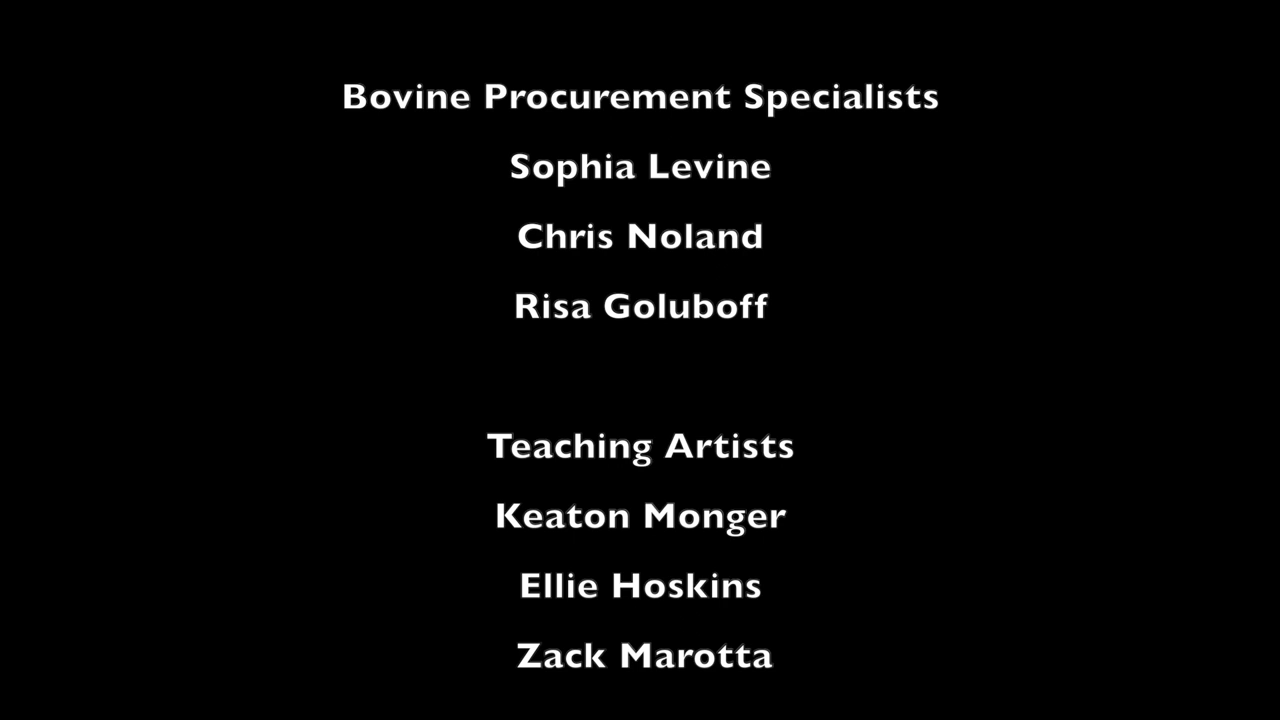 Bovine Procurement Specialists
Sophia Levine
Chris Noland
Risa Goluboff
Teaching Artists
Keaton Monger
Ellie Hoskins
Zack Marotta